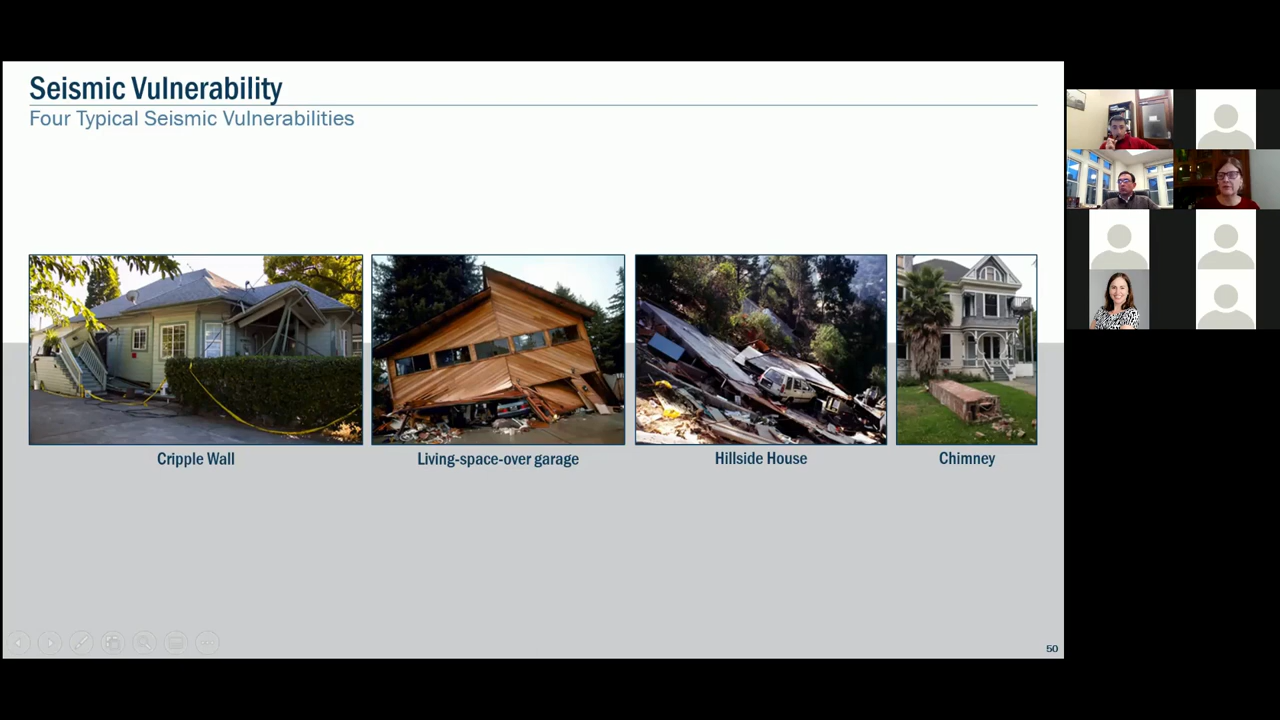 Seismic Vulnerability
Four Typical Seismic Vulnerabilities
Cripple Wall
Living-space-over garage
Hillside House
Chimney
50